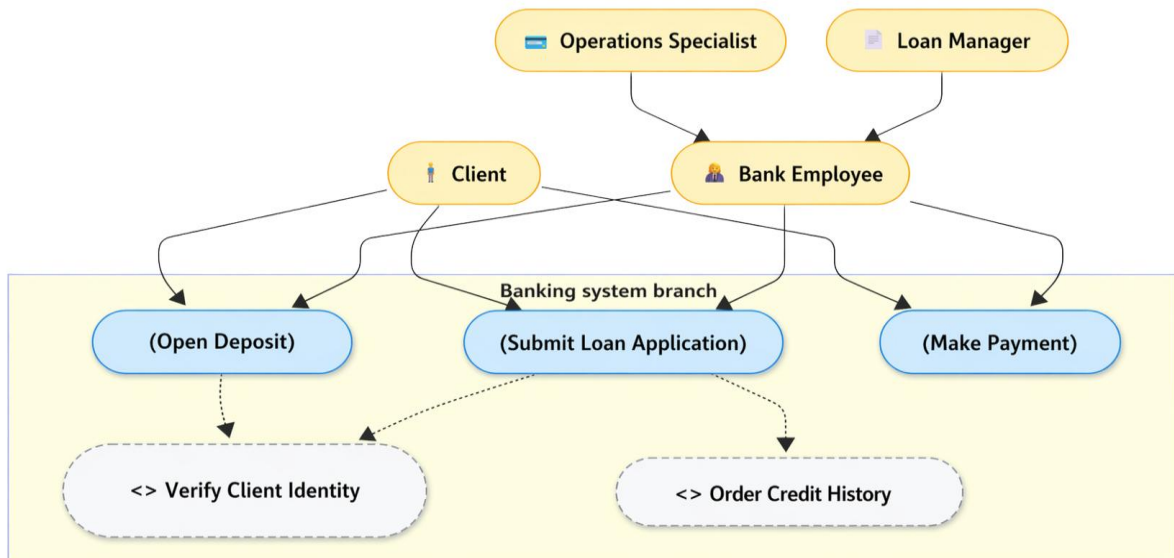 Operations Specialist
Loan Manager
Client
Bank Employee
Banking system branch
(Open Deposit)
(Submit Loan Application)
(Make Payment)
<> Verify Client Identity
<> Order Credit History